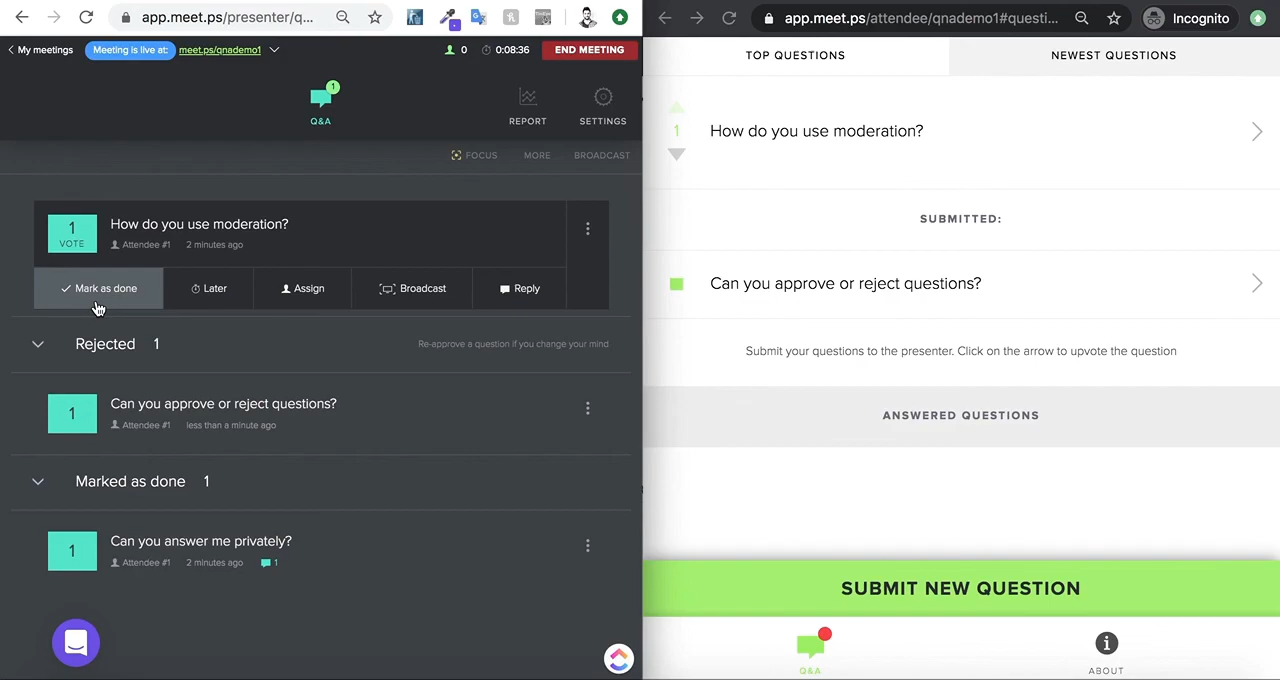 app.meet.ps/presenter/q...
My meetings
Meeting is live at:
meet.ps/qnademo1
0
0:08:36
END MEETING
1
Q&A
REPORT
SETTINGS
FOCUS
MORE
BROADCAST
1
VOTE
How do you use moderation?
Attendee #1
2 minutes ago
Mark as done
Later
Assign
Broadcast
Reply
Rejected 1
Re-approve a question if you change your mind
1
Can you approve or reject questions?
Attendee #1
less than a minute ago
Marked as done 1
1
Can you answer me privately?
Attendee #1
2 minutes ago
1
app.meet.ps/attendee/qnademo1#questi...
Incognito
TOP QUESTIONS
NEWEST QUESTIONS
1
How do you use moderation?
SUBMITTED:
Can you approve or reject questions?
Submit your questions to the presenter. Click on the arrow to upvote the question
ANSWERED QUESTIONS
SUBMIT NEW QUESTION
Q&A
ABOUT